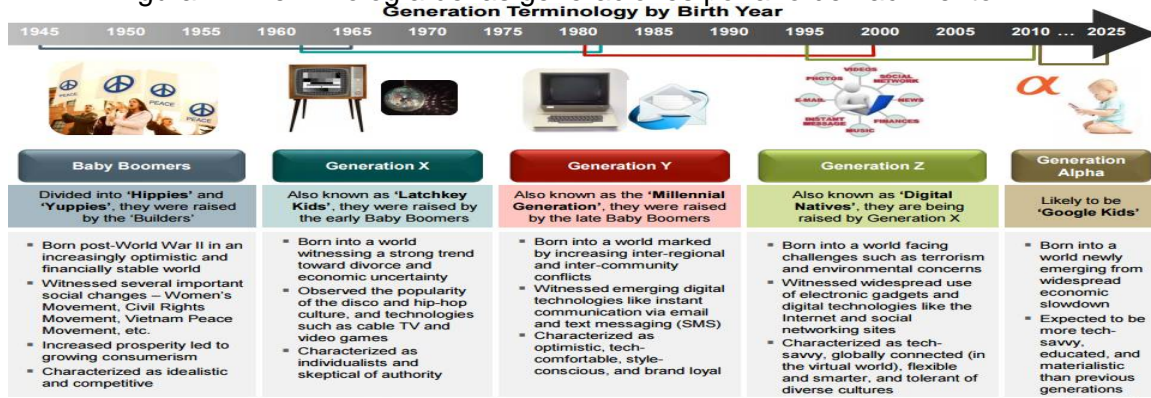 Generation Terminology by Birth Year
1945 1950 1955 1960 1965 1970 1975 1980 1985 1990 1995 2000 2005 2010 ... 2025
PEACE
PEACE
PEACE
PEACE
VIDEOS
PHOTOS
SOCIAL
NETWORK
E-MAIL
NEWS
INSTANT
MESSAGE
FINANCES
MUSIC
α
Baby Boomers
Divided into ‘Hippies’ and
‘Yuppies’, they were raised
by the ‘Builders’
▪ Born post-World War II in an
increasingly optimistic and
financially stable world
▪ Witnessed several important
social changes – Women's
Movement, Civil Rights
Movement, Vietnam Peace
Movement, etc.
▪ Increased prosperity led to
growing consumerism
▪ Characterized as idealistic
and competitive
Generation X
Also known as ‘Latchkey
Kids’, they were raised by
the early Baby Boomers
▪ Born into a world
witnessing a strong trend
toward divorce and
economic uncertainty
▪ Observed the popularity
of the disco and hip-hop
culture, and technologies
such as cable TV and
video games
▪ Characterized as
individualists and
skeptical of authority
Generation Y
Also known as the ‘Millennial
Generation’, they were raised
by the late Baby Boomers
▪ Born into a world marked
by increasing inter-regional
and inter-community
conflicts
▪ Witnessed emerging digital
technologies like instant
communication via email
and text messaging (SMS)
▪ Characterized as
optimistic, tech-
comfortable, style-
conscious, and brand loyal
Generation Z
Also known as ‘Digital
Natives’, they are being
raised by Generation X
▪ Born into a world facing
challenges such as terrorism
and environmental concerns
▪ Witnessed widespread use
of electronic gadgets and
digital technologies like the
Internet and social
networking sites
▪ Characterized as tech-
savvy, globally connected (in
the virtual world), flexible
and smarter, and tolerant of
diverse cultures
Generation
Alpha
Likely to be
‘Google Kids’
▪ Born into a
world newly
emerging from
widespread
economic
slowdown
▪ Expected to be
more tech-
savvy,
educated, and
materialistic
than previous
generations